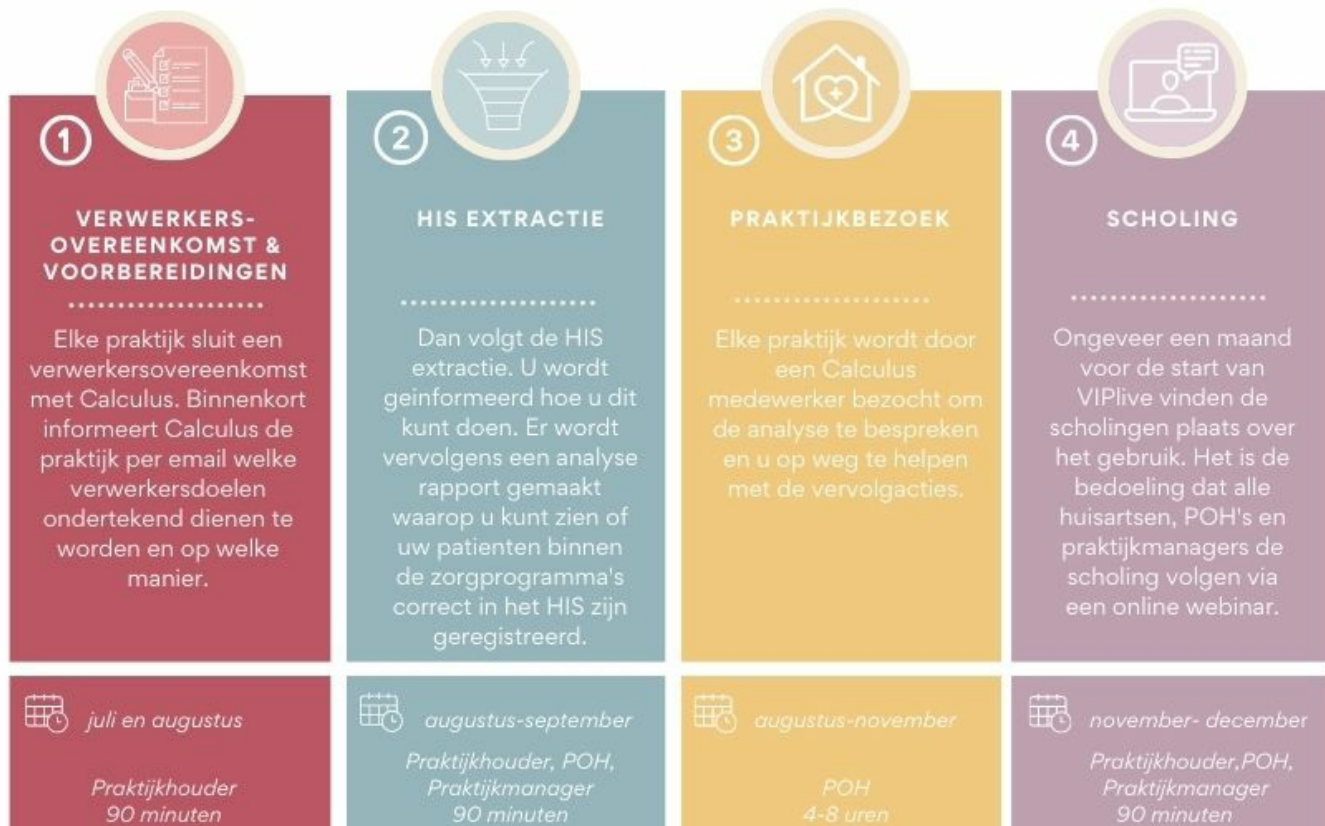 1
VERWERKERS-
OVEREENKOMST &
VOORBEREIDINGEN
Elke praktijk sluit een
verwerkersovereenkomst
met Calculus. Binnenkort
informeert Calculus de
praktijk per email welke
verwerkersdoelen
ondertekend dienen te
worden en op welke
manier.
juli en augustus
Praktijkhouder
90 minuten
2
HIS EXTRACTIE
Dan volgt de HIS
extractie. U wordt
geinformeerd hoe u dit
kunt doen. Er wordt
vervolgens een analyse
rapport gemaakt
waarop u kunt zien of
uw patienten binnen
de zorgprogramma's
correct in het HIS zijn
geregistreerd.
augustus-september
Praktijkhouder, POH,
Praktijkmanager
90 minuten
3
PRAKTIJKBEZOEK
Elke praktijk wordt door
een Calculus
medewerker bezocht om
de analyse te bespreken
en u op weg te helpen
met de vervolgacties.
augustus-november
POH
4-8 uren
4
SCHOLING
Ongeveer een maand
voor de start van
VIPlive vinden de
scholingen plaats over
het gebruik. Het is de
bedoeling dat alle
huisartsen, POH's en
praktijkmanagers de
scholing volgen via
een online webinar.
november- december
Praktijkhouder,POH,
Praktijkmanager
90 minuten